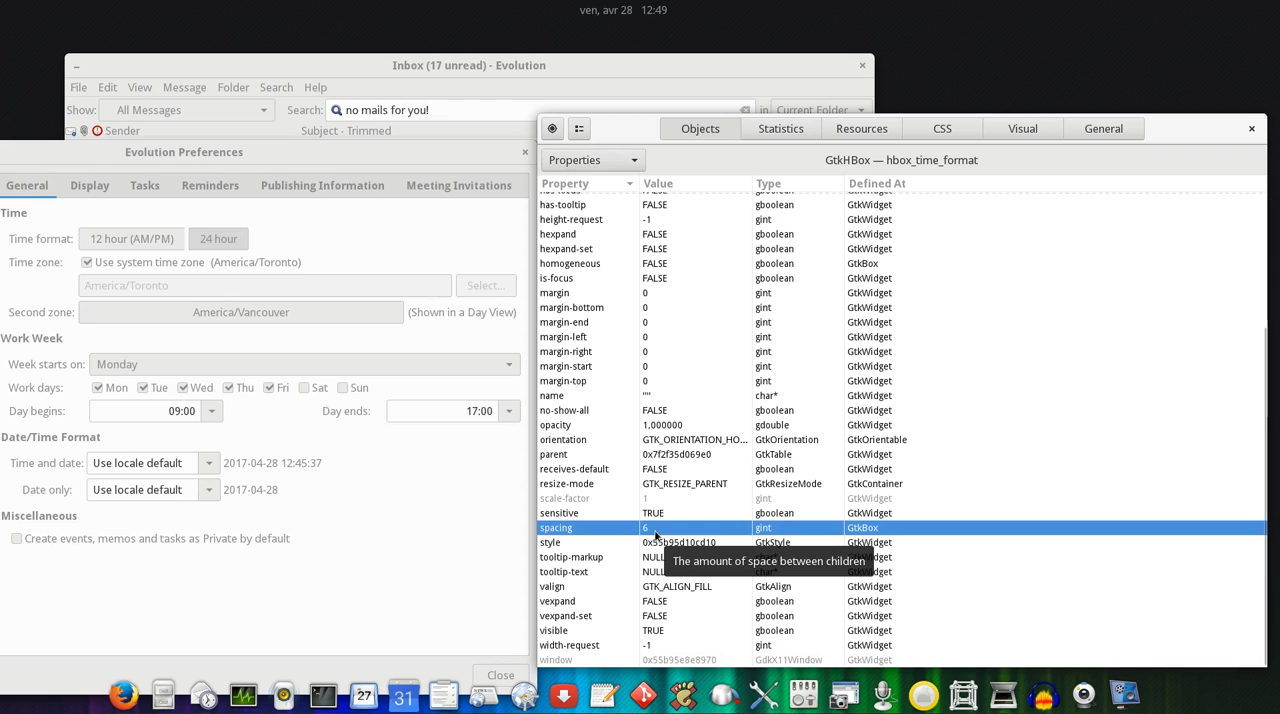 ven, avr 28 12:49
Inbox (17 unread) - Evolution
File Edit View Message Folder Search Help
Show: All Messages Search: no mails for you! in Current Folder
Sender Subject - Trimmed
Evolution Preferences
General Display Tasks Reminders Publishing Information Meeting Invitations
Time
Time format: 12 hour (AM/PM) 24 hour
Time zone: Use system time zone (America/Toronto)
America/Toronto Select...
Second zone: America/Vancouver (Shown in a Day View)
Work Week
Week starts on: Monday
Work days: Mon Tue Wed Thu Fri Sat Sun
Day begins: 09:00 Day ends: 17:00
Date/Time Format
Time and date: Use locale default 2017-04-28 12:45:37
Date only: Use locale default 2017-04-28
Miscellaneous
Create events, memos and tasks as Private by default
Close
Objects Statistics Resources CSS Visual General
Properties GtkHBox — hbox_time_format
Property Value Type Defined At
has-focus FALSE gboolean GtkWidget
has-tooltip FALSE gboolean GtkWidget
height-request -1 gint GtkWidget
hexpand FALSE gboolean GtkWidget
hexpand-set FALSE gboolean GtkWidget
homogeneous FALSE gboolean GtkBox
is-focus FALSE gboolean GtkWidget
margin 0 gint GtkWidget
margin-bottom 0 gint GtkWidget
margin-end 0 gint GtkWidget
margin-left 0 gint GtkWidget
margin-right 0 gint GtkWidget
margin-start 0 gint GtkWidget
margin-top 0 gint GtkWidget
name "" char* GtkWidget
no-show-all FALSE gboolean GtkWidget
opacity 1,000000 gdouble GtkWidget
orientation GTK_ORIENTATION_HO... GtkOrientation GtkOrientable
parent 0x7f2f35d069e0 GtkTable GtkWidget
receives-default FALSE gboolean GtkWidget
resize-mode GTK_RESIZE_PARENT GtkResizeMode GtkContainer
scale-factor 1 gint GtkWidget
sensitive TRUE gboolean GtkWidget
spacing 6 gint GtkBox
style 0x55b95d10cd10 GtkStyle GtkWidget
tooltip-markup NULL char* GtkWidget
The amount of space between children
tooltip-text NULL char* GtkWidget
valign GTK_ALIGN_FILL GtkAlign GtkWidget
vexpand FALSE gboolean GtkWidget
vexpand-set FALSE gboolean GtkWidget
visible TRUE gboolean GtkWidget
width-request -1 gint GtkWidget
window 0x55b95e8e8970 GdkX11Window GtkWidget
27 31